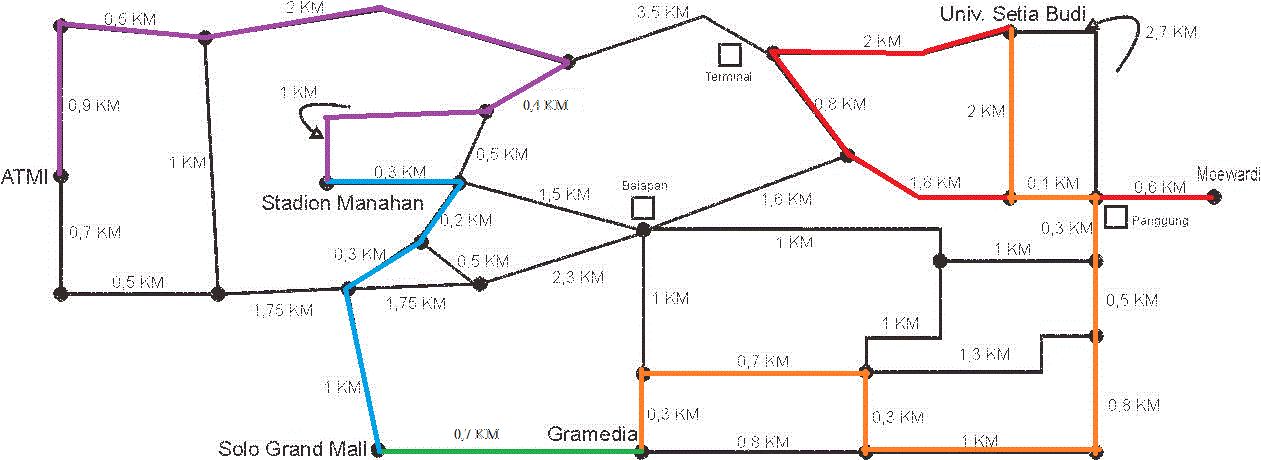 0,5 KM
2 KM
3.5 KM
Univ. Setia Budi
2,7 KM
2 KM
Terminal
0,9 KM
1 KM
0,4 KM
0.8 KM
2 KM
1 KM
0,5 KM
ATMI
0,3 KM
Balapan
1,8 KM
0,1 KM
0,6 KM
Moewardi
Stadion Manahan
1,5 KM
1,6 KM
Panggung
0,7 KM
0,2 KM
0,3 KM
0,3 KM
1 KM
1 KM
0,5 KM
0,5 KM
2,3 KM
1,75 KM
1,75 KM
1 KM
0,5 KM
1 KM
1 KM
0,7 KM
1,3 KM
0,3 KM
0,3 KM
0,8 KM
Solo Grand Mall
0,7 KM
Gramedia
0,8 KM
1 KM